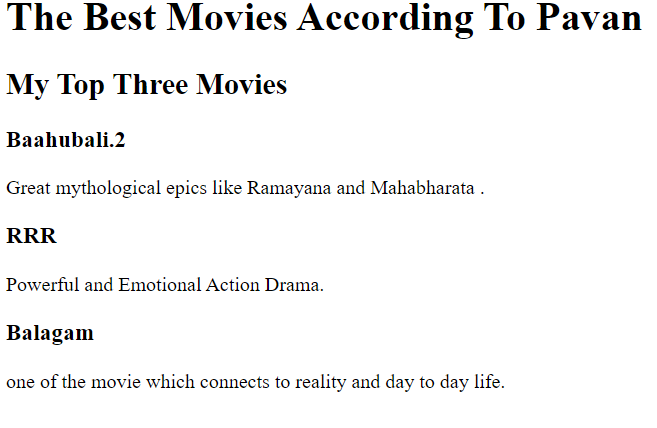 The Best Movies According To Pavan
My Top Three Movies
Baahubali.2
Great mythological epics like Ramayana and Mahabharata .
RRR
Powerful and Emotional Action Drama.
Balagam
one of the movie which connects to reality and day to day life.